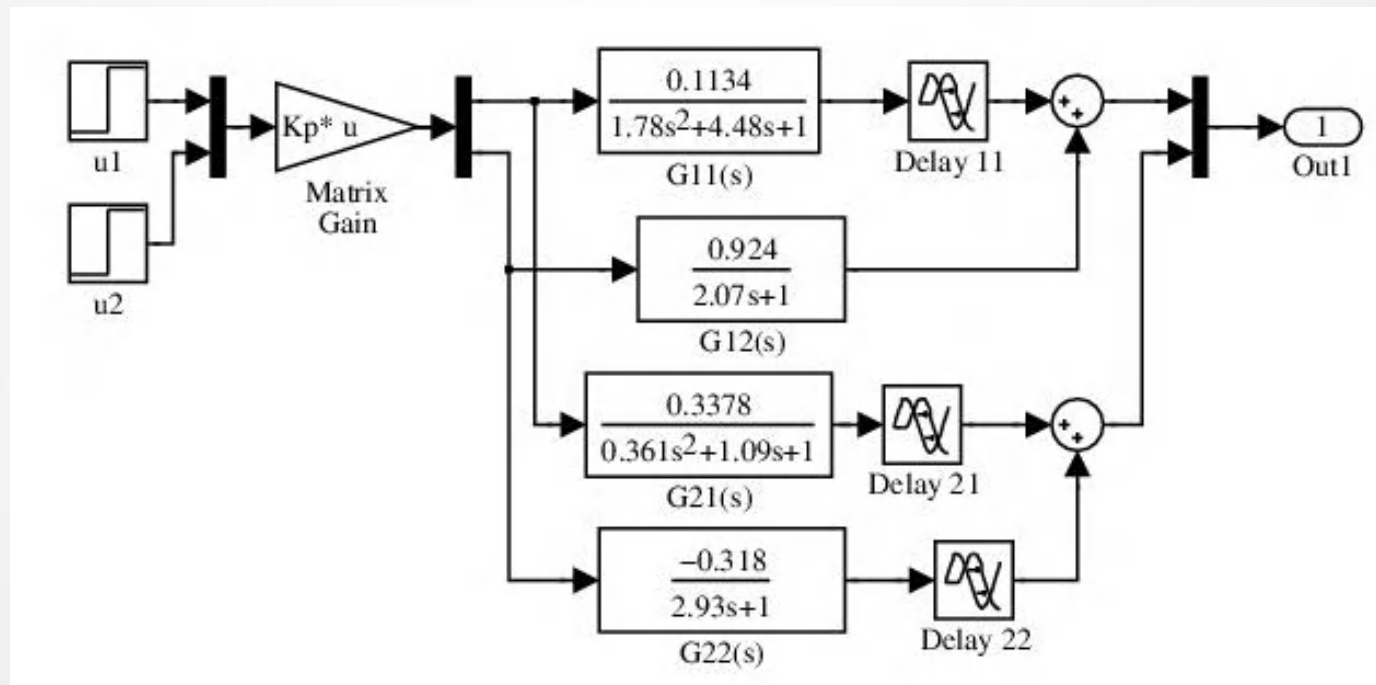 u1
u2
Kp* u
Matrix
Gain
0.1134
1.78s²+4.48s+1
G11(s)
Delay 11
+
+
1
Out1
0.924
2.07s+1
G12(s)
0.3378
0.361s²+1.09s+1
G21(s)
Delay 21
+
+
−0.318
2.93s+1
G22(s)
Delay 22